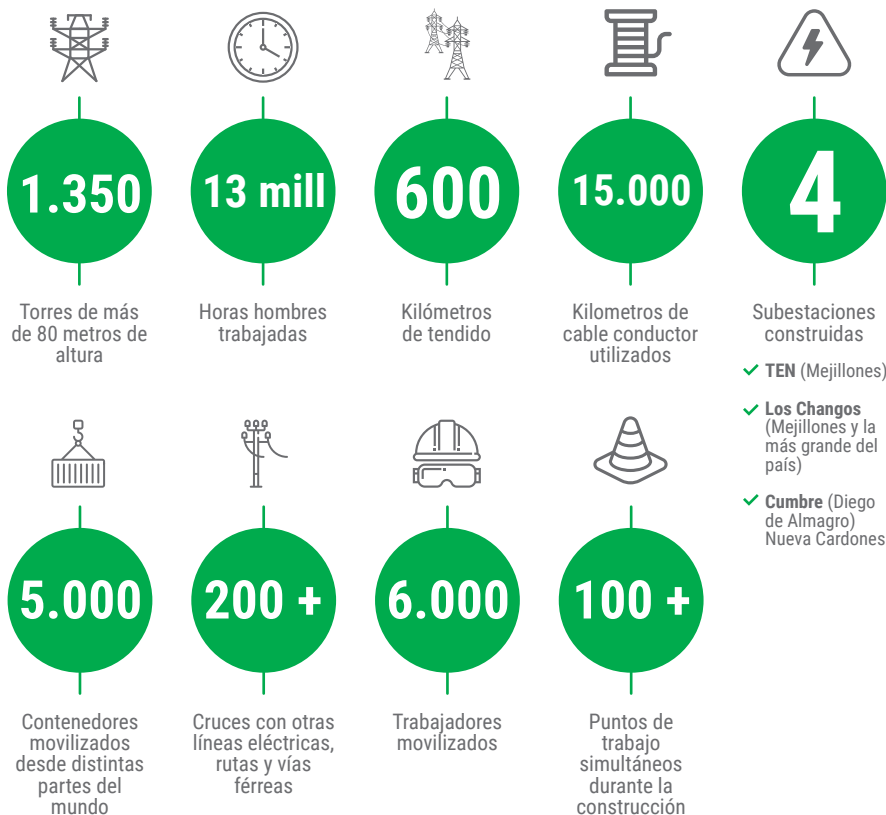 1.350
Torres de más
de 80 metros de
altura
13 mill
Horas hombres
trabajadas
600
Kilómetros
de tendido
15.000
Kilometros de
cable conductor
utilizados
4
Subestaciones
construidas
TEN (Mejillones)
Los Changos
(Mejillones y la
más grande del
país)
Cumbre (Diego
de Almagro)
Nueva Cardones
5.000
Contenedores
movilizados
desde distintas
partes del
mundo
200 +
Cruces con otras
líneas eléctricas,
rutas y vías
férreas
6.000
Trabajadores
movilizados
100 +
Puntos de
trabajo
simultáneos
durante la
construcción